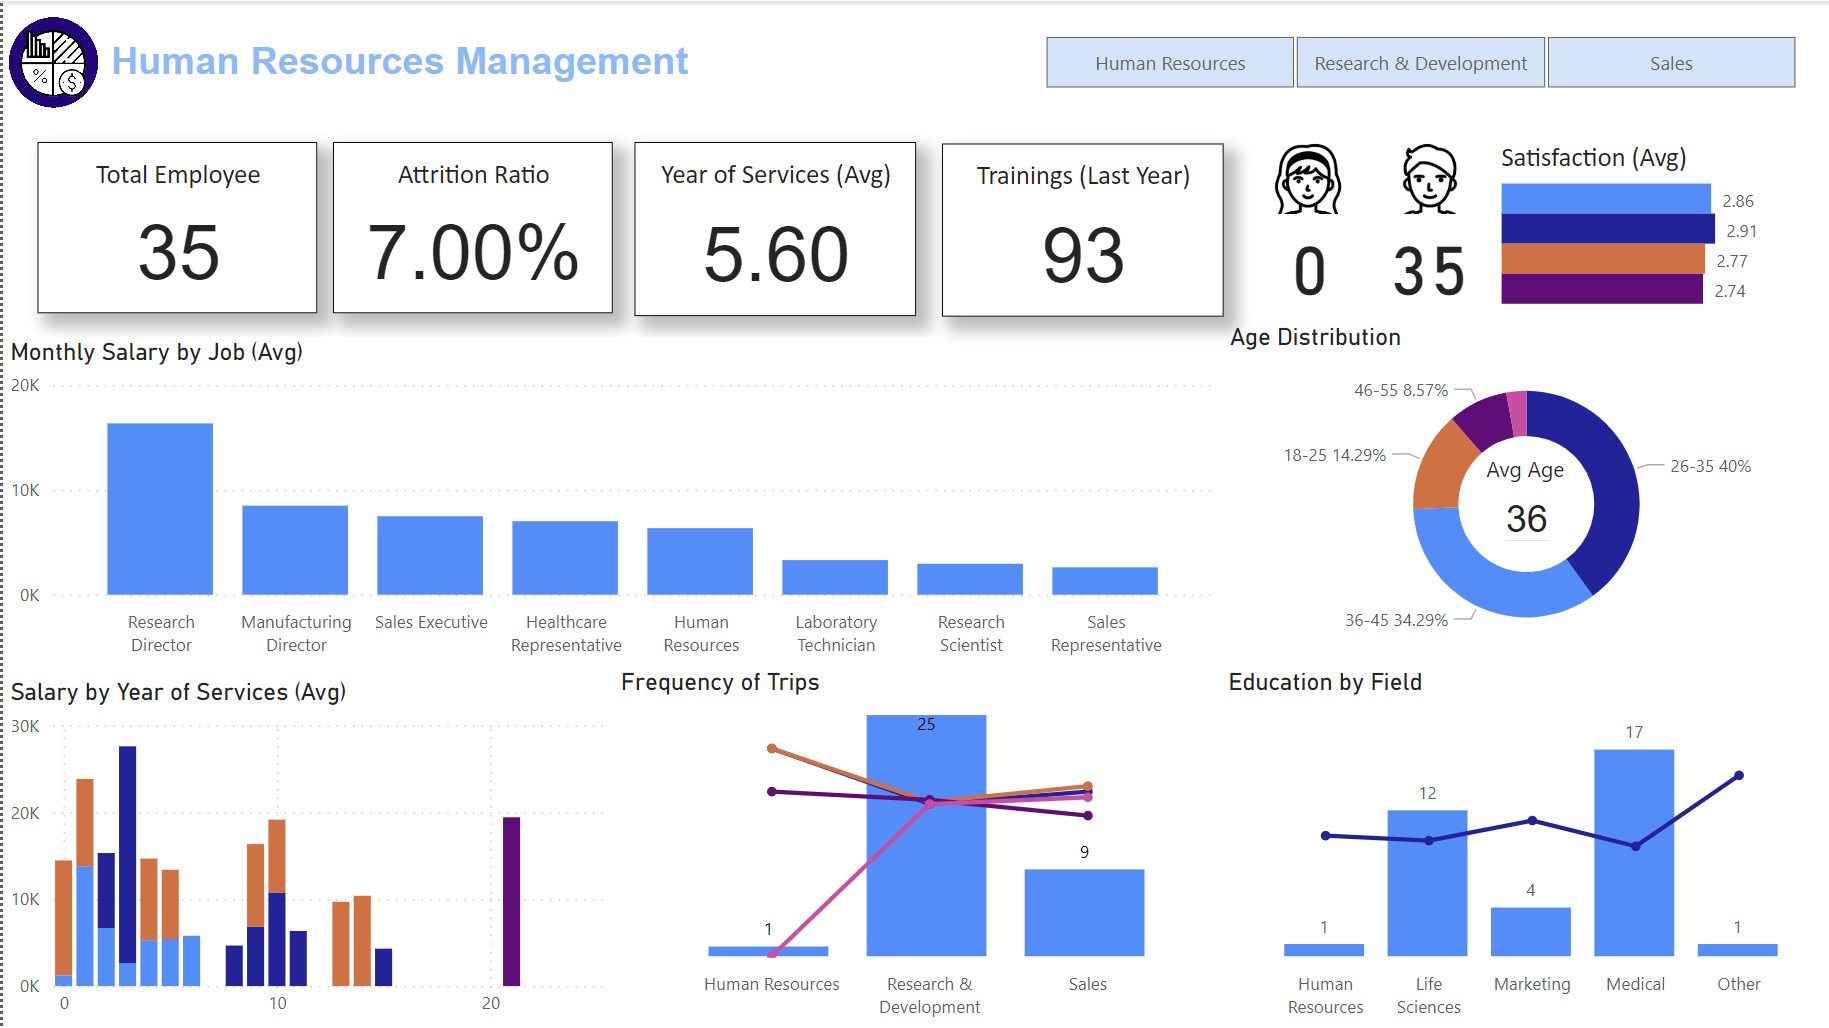 Human Resources Management
Human Resources
Research & Development
Sales
Total Employee
35
Attrition Ratio
7.00%
Year of Services (Avg)
5.60
Trainings (Last Year)
93
0
35
Satisfaction (Avg)
2.86
2.91
2.77
2.74
Monthly Salary by Job (Avg)
20K
10K
0K
Research
Director
Manufacturing
Director
Sales Executive
Healthcare
Representative
Human
Resources
Laboratory
Technician
Research
Scientist
Sales
Representative
Age Distribution
46-55 8.57%
18-25 14.29%
26-35 40%
36-45 34.29%
Avg Age
36
Salary by Year of Services (Avg)
30K
20K
10K
0K
0
10
20
Frequency of Trips
25
1
9
Human Resources
Research &
Development
Sales
Education by Field
1
12
4
17
1
Human
Resources
Life
Sciences
Marketing
Medical
Other